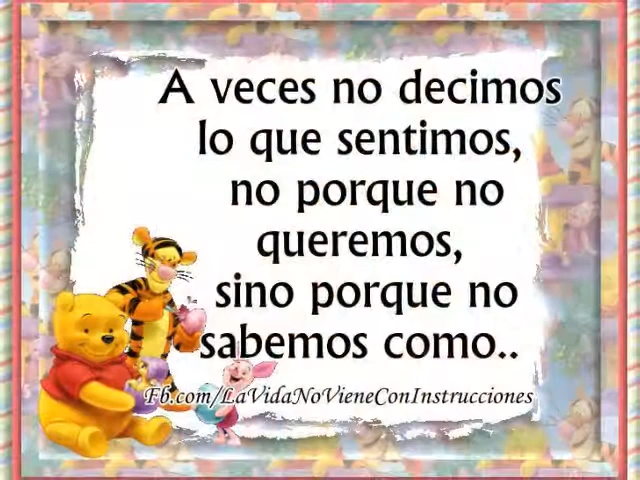 A veces no decimos
lo que sentimos,
no porque no
queremos,
sino porque no
sabemos como..
Fb.com/LaVidaNoVieneConInstrucciones